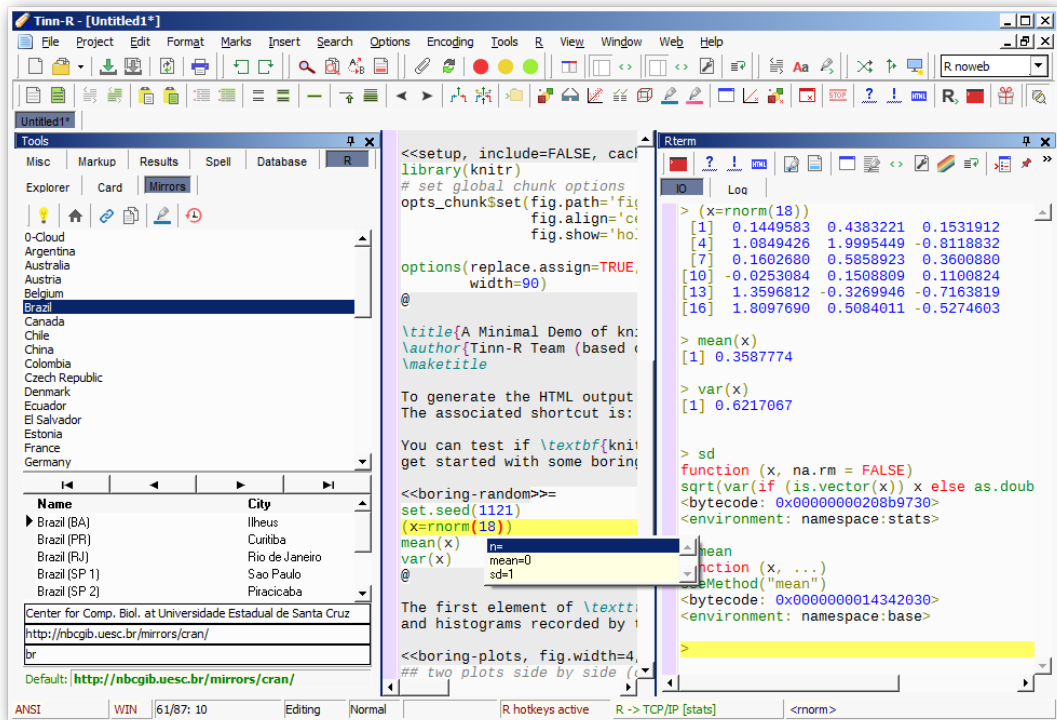 Tinn-R - [Untitled1*]
File Project Edit Format Marks Insert Search Options Encoding Tools R View Window Web Help
R noweb
Untitled1*
Tools
Misc Markup Results Spell Database R
Explorer Card Mirrors
0-Cloud
Argentina
Australia
Austria
Belgium
Brazil
Canada
Chile
China
Colombia
Czech Republic
Denmark
Ecuador
El Salvador
Estonia
France
Germany
Name City
Brazil (BA) Ilheus
Brazil (PR) Curitiba
Brazil (RJ) Rio de Janeiro
Brazil (SP 1) Sao Paulo
Brazil (SP 2) Piracicaba
Center for Comp. Biol. at Universidade Estadual de Santa Cruz
http://nbcgib.uesc.br/mirrors/cran/
br
Default: http://nbcgib.uesc.br/mirrors/cran/
<<setup, include=FALSE, cach
library(knitr)
# set global chunk options
opts_chunk$set(fig.path='fig
fig.align='ce
fig.show='ho
options(replace.assign=TRUE,
width=90)
@
\title{A Minimal Demo of kni
\author{Tinn-R Team (based o
\maketitle
To generate the HTML output
The associated shortcut is:
You can test if \textbf{knit
get started with some boring
<<boring-random>>=
set.seed(1121)
(x=rnorm(18))
mean(x)
var(x)
@
n=
mean=0
sd=1
The first element of \textt
and histograms recorded by t
<<boring-plots, fig.width=4,
## two plots side by side (o
Rterm
IO Log
> (x=rnorm(18))
[1] 0.1449583 0.4383221 0.1531912
[4] 1.0849426 1.9995449 -0.8118832
[7] 0.1602680 0.5858923 0.3600880
[10] -0.0253084 0.1508809 0.1100824
[13] 1.3596812 -0.3269946 -0.7163819
[16] 1.8097690 0.5084011 -0.5274603
> mean(x)
[1] 0.3587774
> var(x)
[1] 0.6217067
> sd
function (x, na.rm = FALSE)
sqrt(var(if (is.vector(x)) x else as.doub
<bytecode: 0x00000000208b9730>
<environment: namespace:stats>
mean
nction (x, ...)
eMethod("mean")
<bytecode: 0x0000000014342030>
<environment: namespace:base>
>
ANSI WIN 61/87: 10 Editing Normal R hotkeys active R -> TCP/IP [stats] <rnorm>